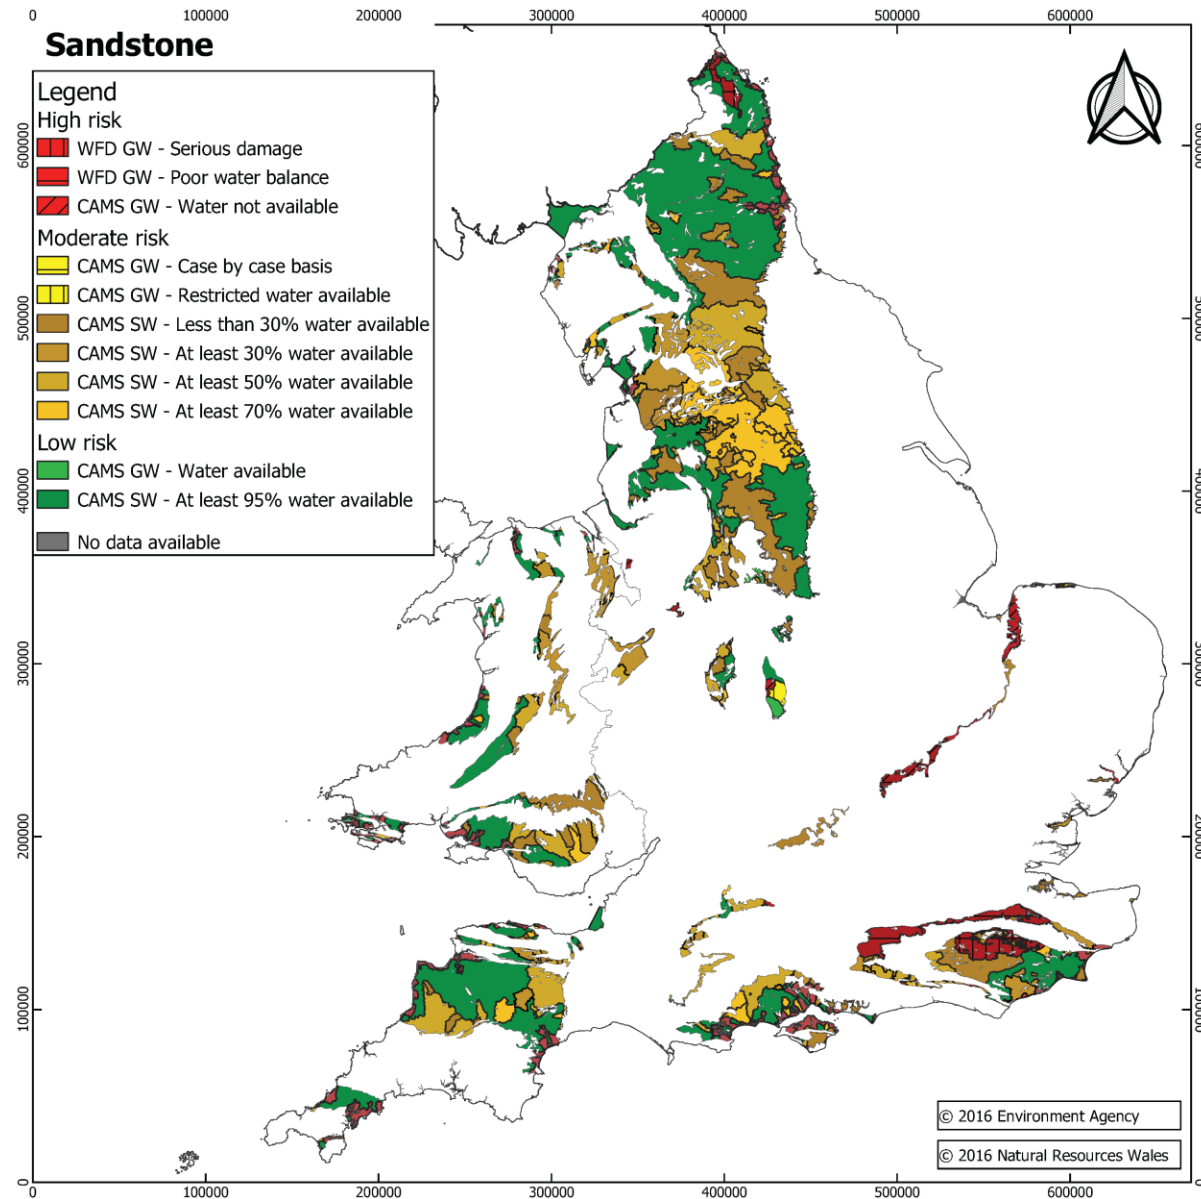 0 100000 200000 300000 400000 500000 600000
Sandstone
Legend
High risk
WFD GW - Serious damage
WFD GW - Poor water balance
CAMS GW - Water not available
Moderate risk
CAMS GW - Case by case basis
CAMS GW - Restricted water available
CAMS SW - Less than 30% water available
CAMS SW - At least 30% water available
CAMS SW - At least 50% water available
CAMS SW - At least 70% water available
Low risk
CAMS GW - Water available
CAMS SW - At least 95% water available
No data available
600000
500000
400000
300000
200000
100000
0
© 2016 Environment Agency
© 2016 Natural Resources Wales
0 100000 200000 300000 400000 500000 600000